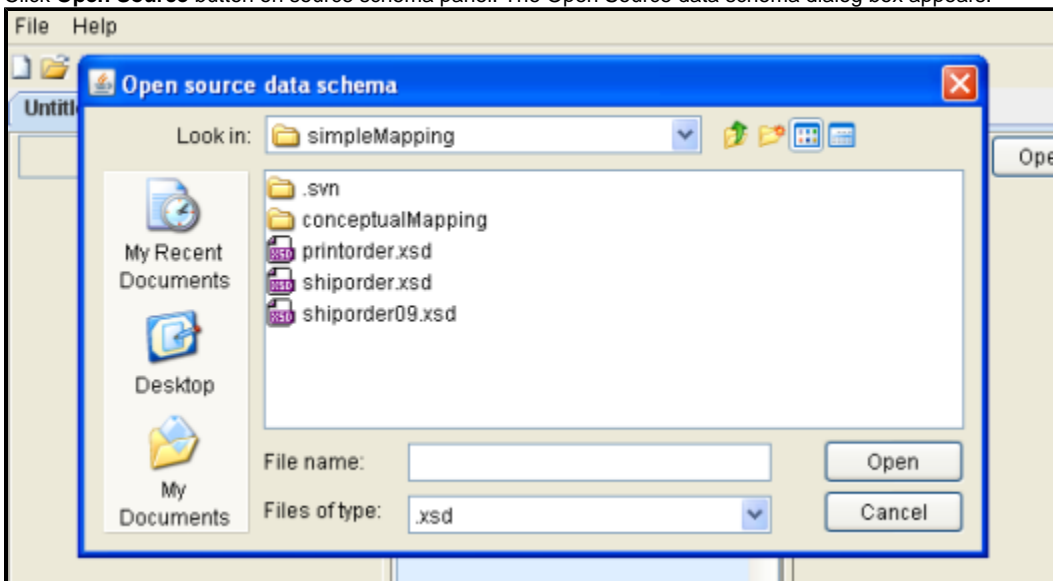 Click Open Source button on source schema panel. The Open Source data schema dialog box appears.
File Help
Open source data schema
Untitl
Look in: simpleMapping
Ope
.svn
conceptualMapping
printorder.xsd
shiporder.xsd
shiporder09.xsd
My Recent
Documents
Desktop
My
Documents
File name:
Open
Files of type: .xsd
Cancel